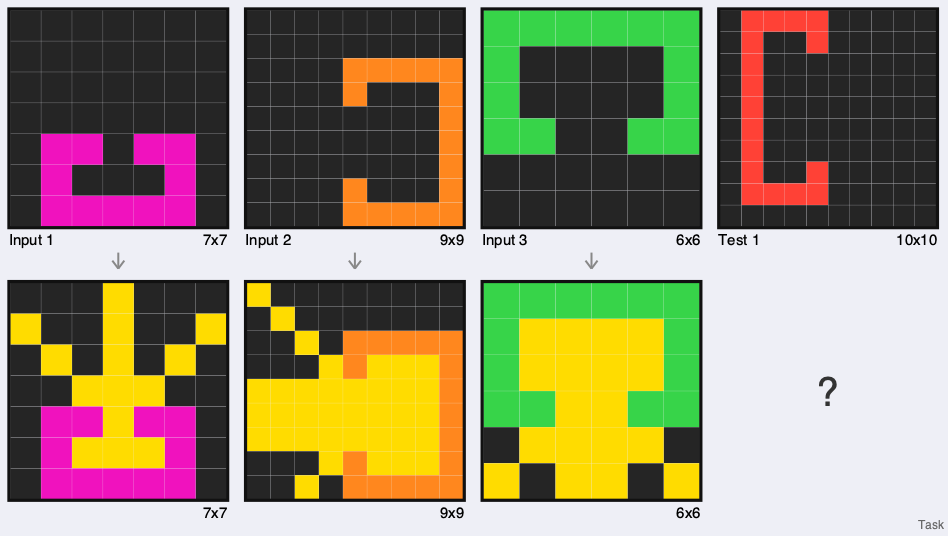 Input 1 7x7
Input 2 9x9
Input 3 6x6
Test 1 10x10
7x7
9x9
6x6
?
Task